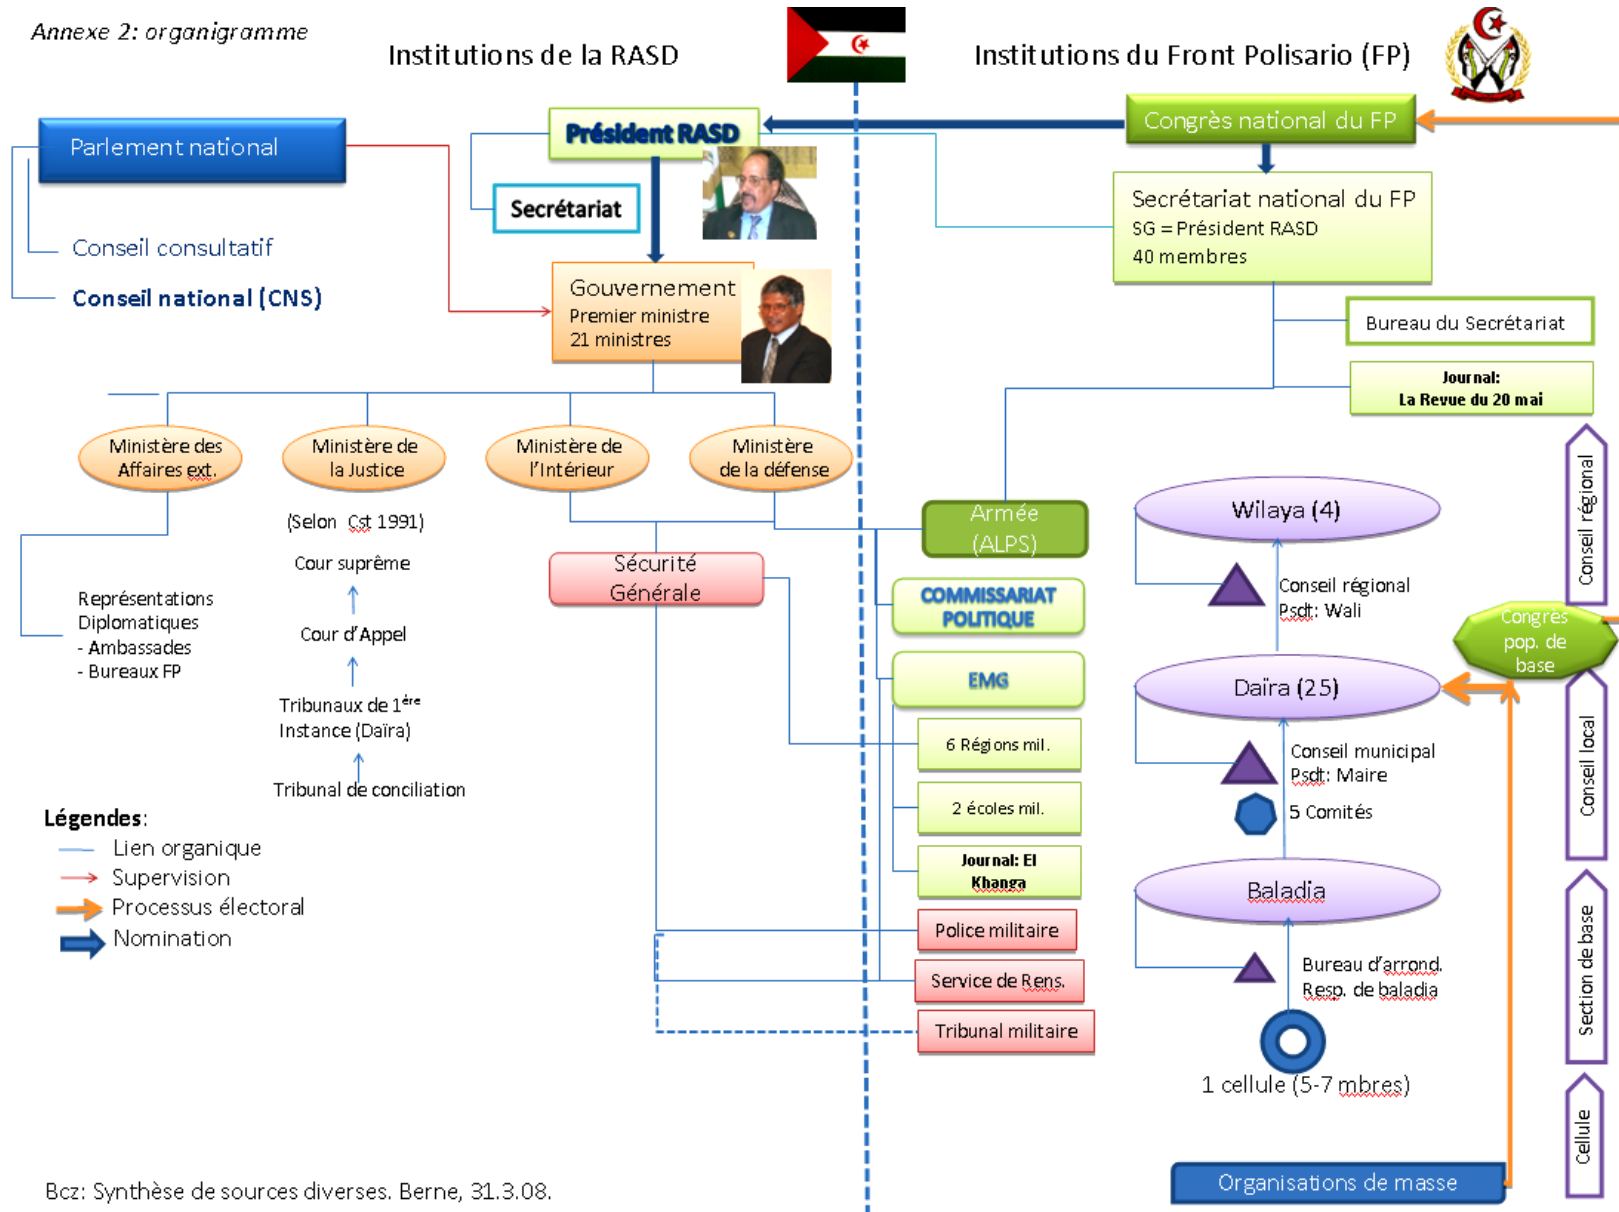 Annexe 2: organigramme
Institutions de la RASD
Institutions du Front Polisario (FP)
Parlement national
Conseil consultatif
Conseil national (CNS)
Président RASD
Secrétariat
Gouvernement
Premier ministre
21 ministres
Congrès national du FP
Secrétariat national du FP
SG = Président RASD
40 membres
Bureau du Secrétariat
Journal:
La Revue du 20 mai
Ministère des
Affaires ext.
Ministère de
la Justice
Ministère de
l'Intérieur
Ministère
de la défense
Représentations
Diplomatiques
- Ambassades
- Bureaux FP
(Selon Cst 1991)
Cour suprême
Cour d'Appel
Tribunaux de 1ère
Instance (Daïra)
Tribunal de conciliation
Sécurité
Générale
Armée
(ALPS)
COMMISSARIAT
POLITIQUE
EMG
6 Régions mil.
2 écoles mil.
Journal: El
Khanga
Police militaire
Service de Rens.
Tribunal militaire
Wilaya (4)
Conseil régional
Psdt: Wali
Daïra (25)
Conseil municipal
Psdt: Maire
5 Comités
Baladia
Bureau d'arrond.
Resp. de baladia
1 cellule (5-7 mbres)
Congrès
pop. de
base
Conseil régional
Conseil local
Section de base
Cellule
Organisations de masse
Légendes:
Lien organique
Supervision
Processus électoral
Nomination
Bcz: Synthèse de sources diverses. Berne, 31.3.08.